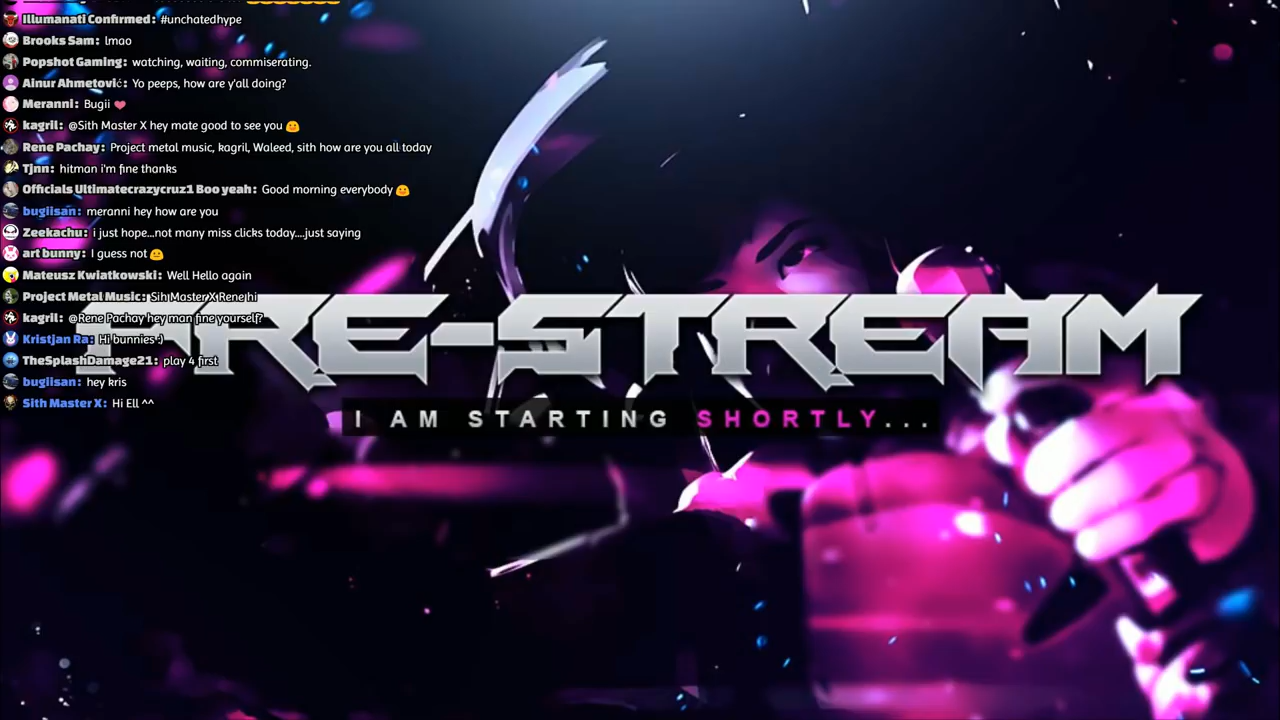 Illumanati Confirmed: #unchatedhype
Brooks Sam: lmao
Popshot Gaming: watching, waiting, commiserating.
Ainur Ahmetović: Yo peeps, how are y'all doing?
Meranni: Bugii ❤
kagril: @Sith Master X hey mate good to see you 🙂
Rene Pachay: Project metal music, kagril, Waleed, sith how are you all today
Tjnn: hitman i'm fine thanks
Officials Ultimatecrazycruz1 Boo yeah: Good morning everybody 🙂
bugiisan: meranni hey how are you
Zeekachu: i just hope...not many miss clicks today....just saying
art bunny: I guess not 🙂
Mateusz Kwiatkowski: Well Hello again
Project Metal Music: Sih Master X Rene hi
kagril: @Rene Pachay hey man fine yourself?
Kristjan Ra: Hi bunnies :)
TheSplashDamage21: play 4 first
bugiisan: hey kris
Sith Master X: Hi Ell ^^
PRE-STREAM
I AM STARTING SHORTLY...